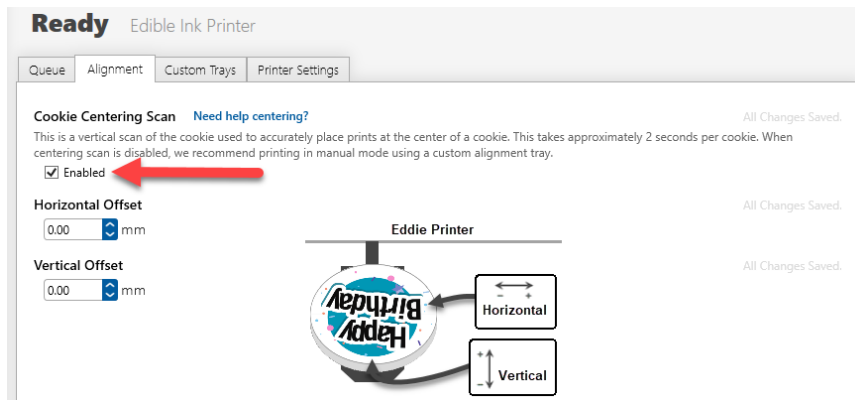 Ready Edible Ink Printer
Queue Alignment Custom Trays Printer Settings
Cookie Centering Scan Need help centering? All Changes Saved.
This is a vertical scan of the cookie used to accurately place prints at the center of a cookie. This takes approximately 2 seconds per cookie. When
centering scan is disabled, we recommend printing in manual mode using a custom alignment tray.
Enabled
Horizontal Offset All Changes Saved.
0.00 mm
Eddie Printer
Vertical Offset All Changes Saved.
0.00 mm
Happy
Birthday
- +
Horizontal
+
-
Vertical